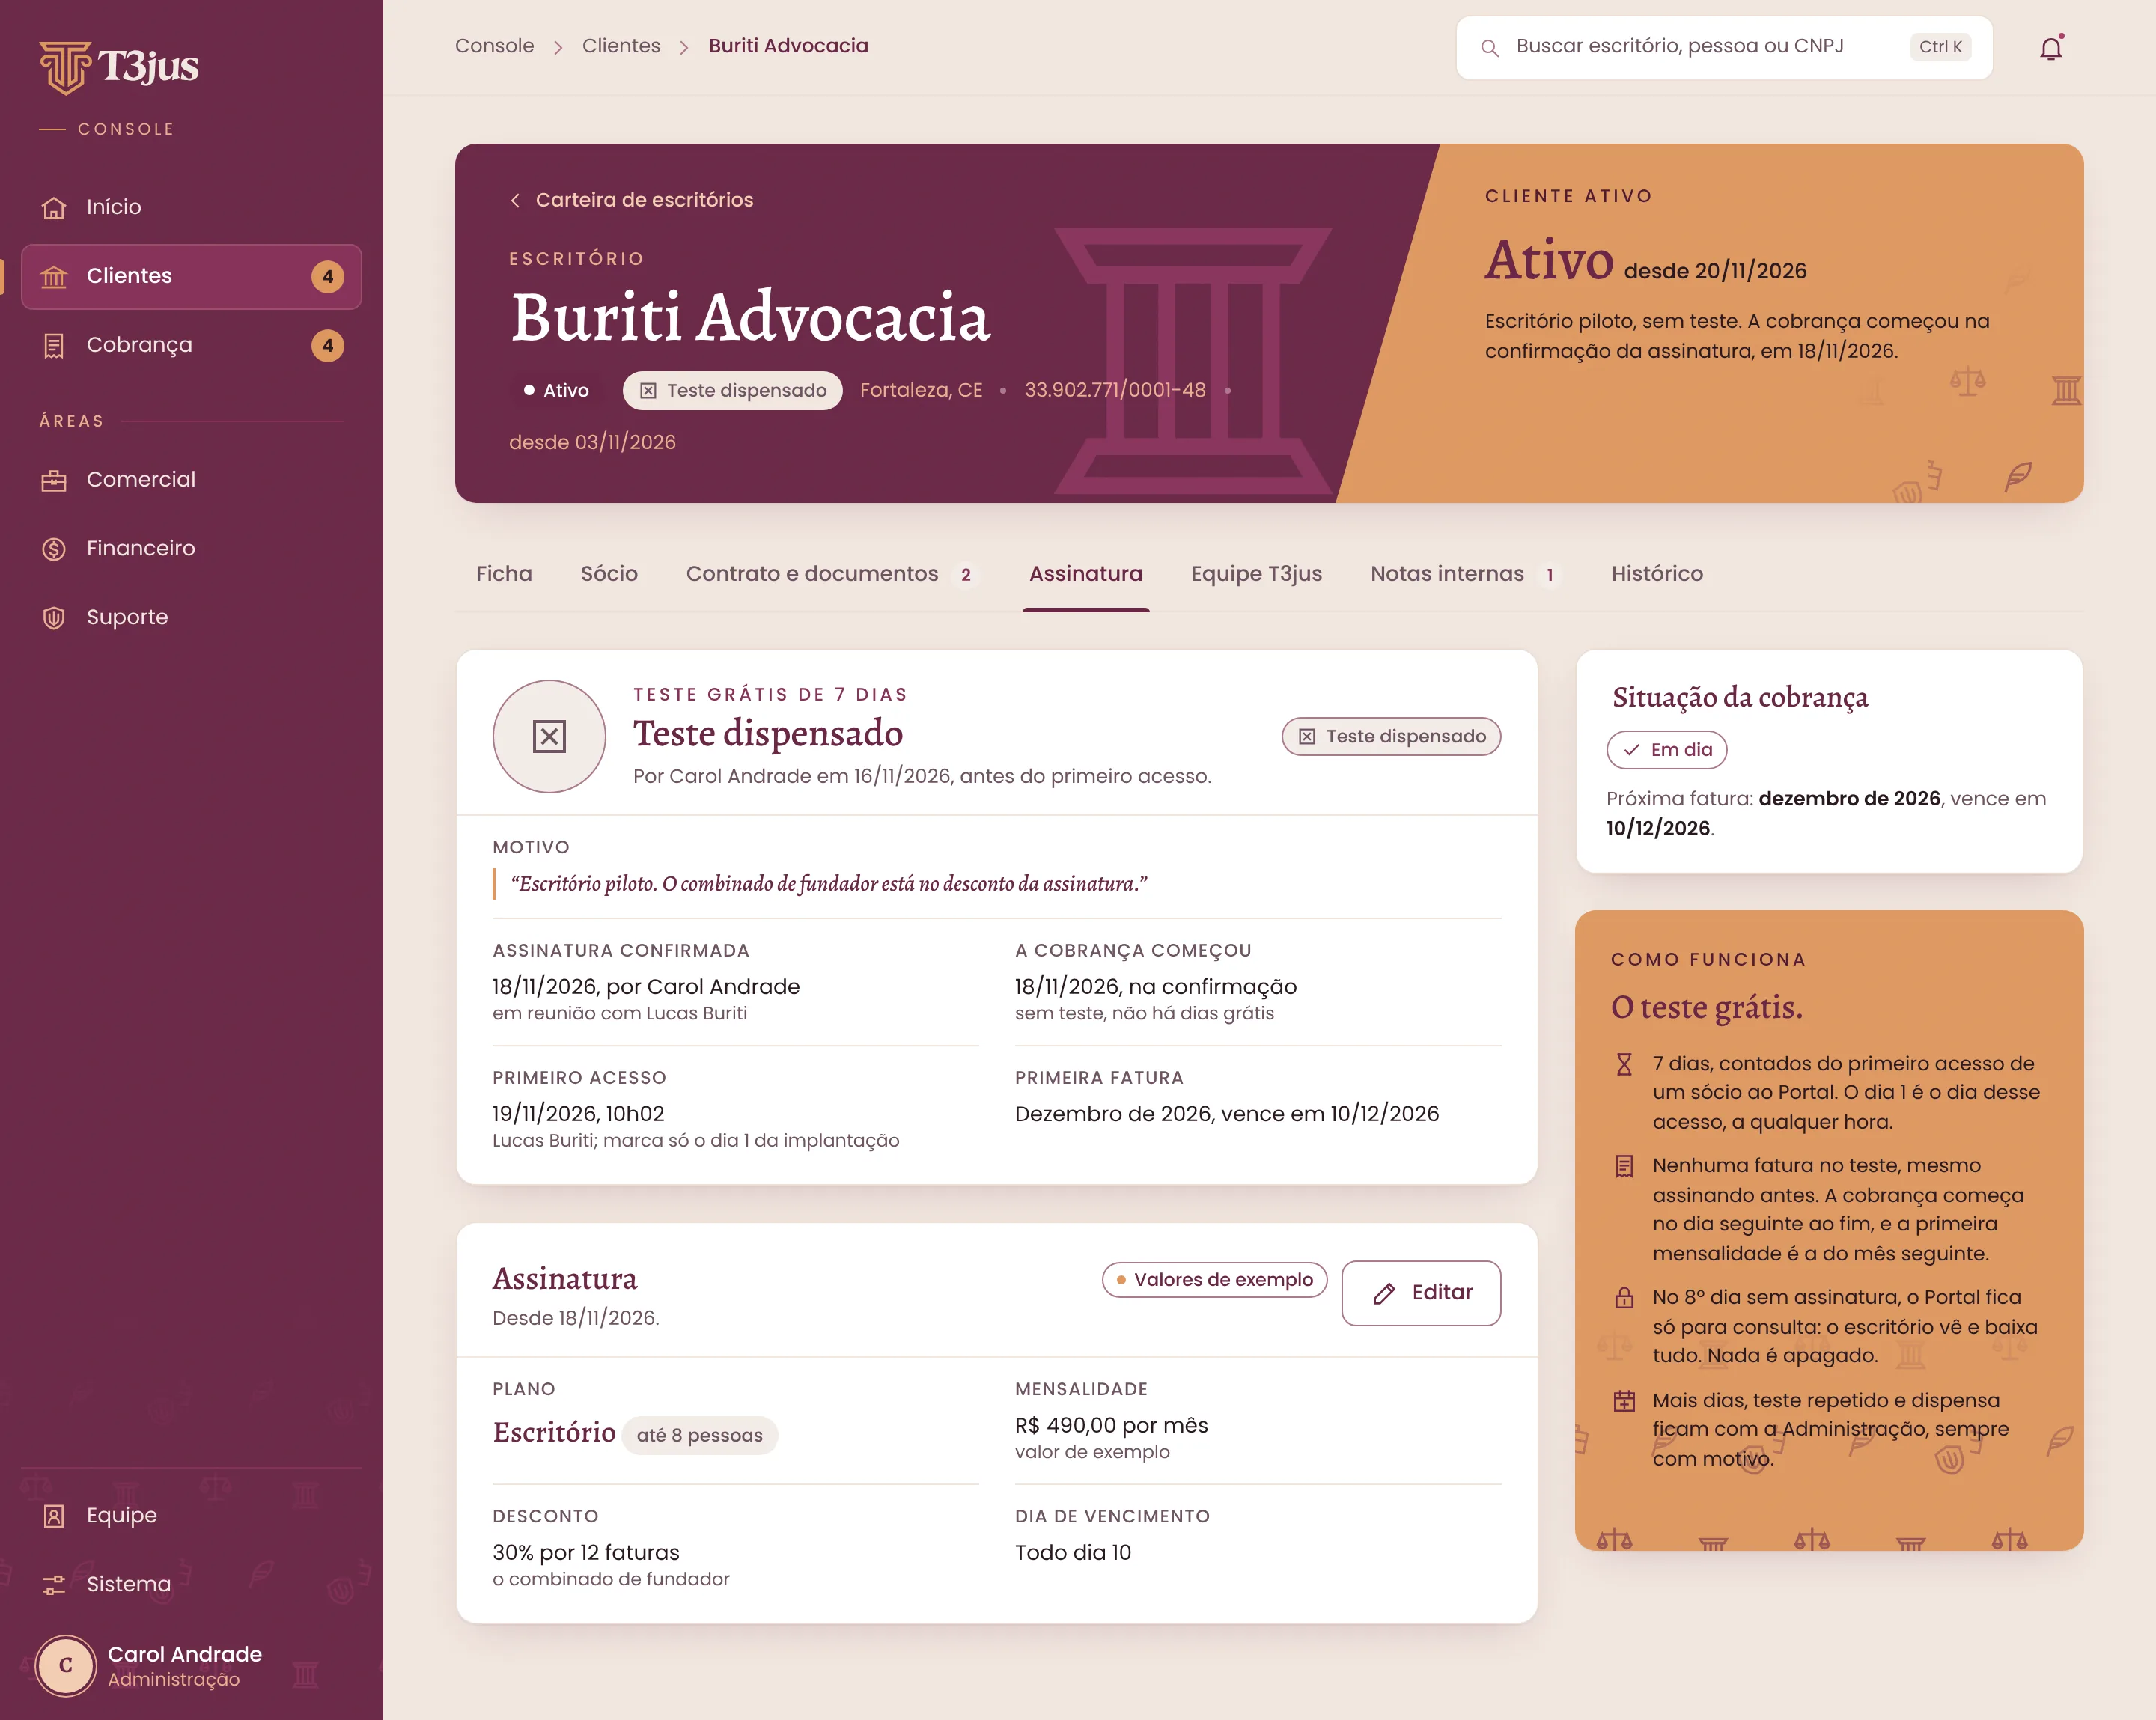 T3jus
CONSOLE
Início
Clientes 4
Cobrança 4
ÁREAS
Comercial
Financeiro
Suporte
Equipe
Sistema
C
Carol Andrade
Administração
Console > Clientes > Buriti Advocacia
Buscar escritório, pessoa ou CNPJ Ctrl K
Carteira de escritórios
ESCRITÓRIO
Buriti Advocacia
Ativo Teste dispensado Fortaleza, CE • 33.902.771/0001-48 •
desde 03/11/2026
CLIENTE ATIVO
Ativo desde 20/11/2026
Escritório piloto, sem teste. A cobrança começou na
confirmação da assinatura, em 18/11/2026.
Ficha Sócio Contrato e documentos 2 Assinatura Equipe T3jus Notas internas 1 Histórico
TESTE GRÁTIS DE 7 DIAS
Teste dispensado
Por Carol Andrade em 16/11/2026, antes do primeiro acesso.
Teste dispensado
MOTIVO
“Escritório piloto. O combinado de fundador está no desconto da assinatura.”
ASSINATURA CONFIRMADA
18/11/2026, por Carol Andrade
em reunião com Lucas Buriti
A COBRANÇA COMEÇOU
18/11/2026, na confirmação
sem teste, não há dias grátis
PRIMEIRO ACESSO
19/11/2026, 10h02
Lucas Buriti; marca só o dia 1 da implantação
PRIMEIRA FATURA
Dezembro de 2026, vence em 10/12/2026
Assinatura
Desde 18/11/2026.
Valores de exemplo
Editar
PLANO
Escritório até 8 pessoas
MENSALIDADE
R$ 490,00 por mês
valor de exemplo
DESCONTO
30% por 12 faturas
o combinado de fundador
DIA DE VENCIMENTO
Todo dia 10
Situação da cobrança
Em dia
Próxima fatura: dezembro de 2026, vence em
10/12/2026.
COMO FUNCIONA
O teste grátis.
7 dias, contados do primeiro acesso de
um sócio ao Portal. O dia 1 é o dia desse
acesso, a qualquer hora.
Nenhuma fatura no teste, mesmo
assinando antes. A cobrança começa
no dia seguinte ao fim, e a primeira
mensalidade é a do mês seguinte.
No 8º dia sem assinatura, o Portal fica
só para consulta: o escritório vê e baixa
tudo. Nada é apagado.
Mais dias, teste repetido e dispensa
ficam com a Administração, sempre
com motivo.